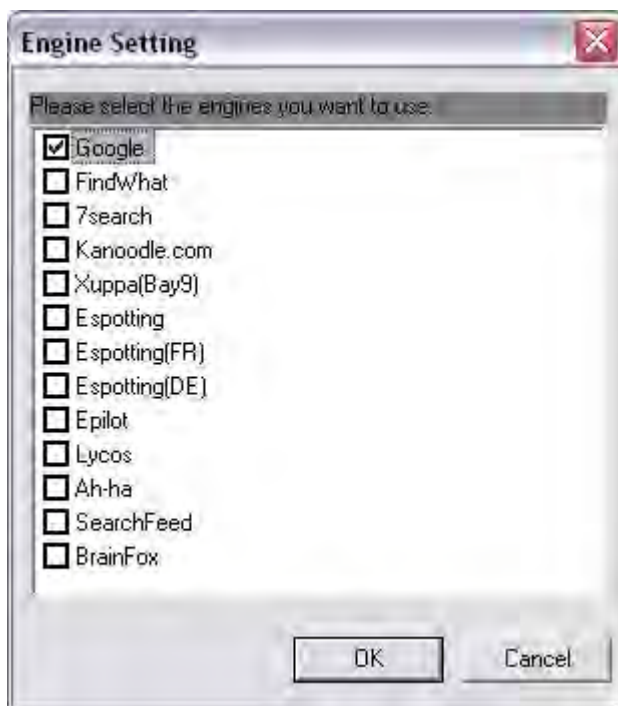 Engine Setting
Please select the engines you want to use.
Google
FindWhat
7search
Kanoodle.com
Xuppa(Bay9)
Espotting
Espotting(FR)
Espotting(DE)
Epilot
Lycos
Ah-ha
SearchFeed
BrainFox
OK
Cancel